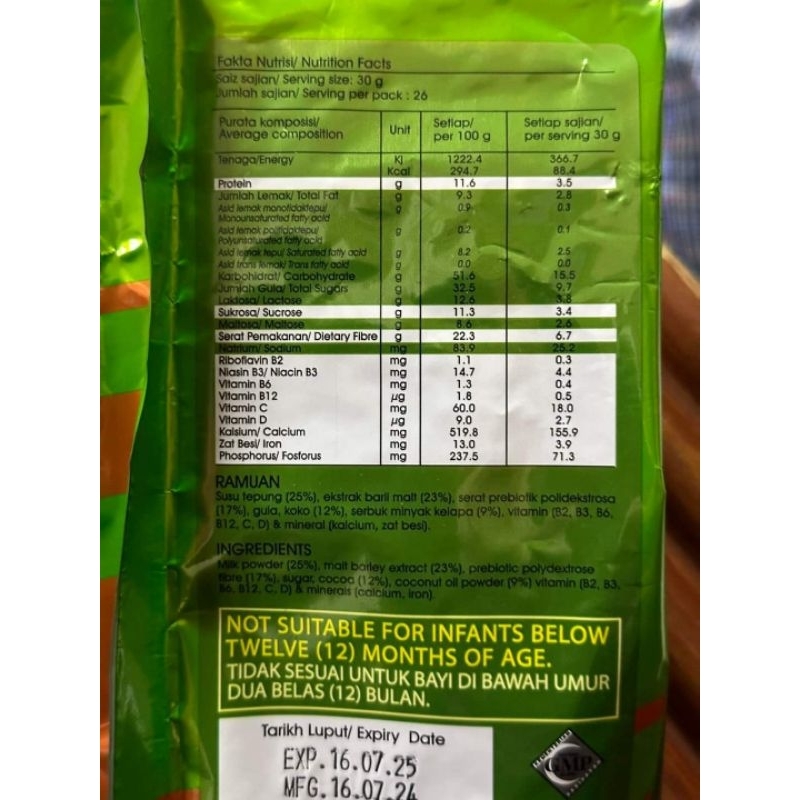 Fakta Nutrisi/ Nutrition Facts
Saiz sajian/ Serving size: 30 g
Jumlah sajian/ Serving per pack : 26
Purata komposisi/ Average composition Unit Setiap/ per 100 g Setiap sajian/ per serving 30 g
Tenaga/Energy KJ 1222.4 366.7
Kcal 294.7 88.4
Protein g 11.6 3.5
Jumlah Lemak/ Total Fat g 9.3 2.8
Asid lemak monotidaktepu/ g 0.9 0.3
Monounsaturated fatty acid
Asid lemak politidaktepu/ g 0.2 0.1
Polyunsaturated fatty acid
Asid lemak tepu/ Saturated fatty acid g 8.2 2.5
Asid trans lemak/ Trans fatty acid g 0.0 0.0
Karbohidrat/ Carbohydrate g 51.6 15.5
Jumlah Gula/ Total Sugars g 32.5 9.7
Laktosa/ Lactose g 12.6 3.8
Sukrosa/ Sucrose g 11.3 3.4
Maltosa/ Maltose g 8.6 2.6
Serat Pemakanan/ Dietary Fibre g 22.3 6.7
Natrium/ Sodium mg 83.9 25.2
Riboflavin B2 mg 1.1 0.3
Niasin B3/ Niacin B3 mg 14.7 4.4
Vitamin B6 mg 1.3 0.4
Vitamin B12 µg 1.8 0.5
Vitamin C mg 60.0 18.0
Vitamin D µg 9.0 2.7
Kalsium/ Calcium mg 519.8 155.9
Zat Besi/ Iron mg 13.0 3.9
Phosphorus/ Fosforus mg 237.5 71.3
RAMUAN
Susu tepung (25%), ekstrak barli malt (23%), serat prebiotik polidekstrosa
(17%), gula, koko (12%), serbuk minyak kelapa (9%), vitamin (B2, B3, B6,
B12, C, D) & mineral (kalcium, zat besi).
INGREDIENTS
Milk powder (25%), malt barley extract (23%), prebiotic polydextrose
fibre (17%), sugar, cocoa (12%), coconut oil powder (9%) vitamin (B2, B3,
B6, B12, C, D) & minerals (calcium, iron).
NOT SUITABLE FOR INFANTS BELOW
TWELVE (12) MONTHS OF AGE.
TIDAK SESUAI UNTUK BAYI DI BAWAH UMUR
DUA BELAS (12) BULAN.
Tarikh Luput/ Expiry Date
EXP.16.07.25
MFG.16.07.24
GMP